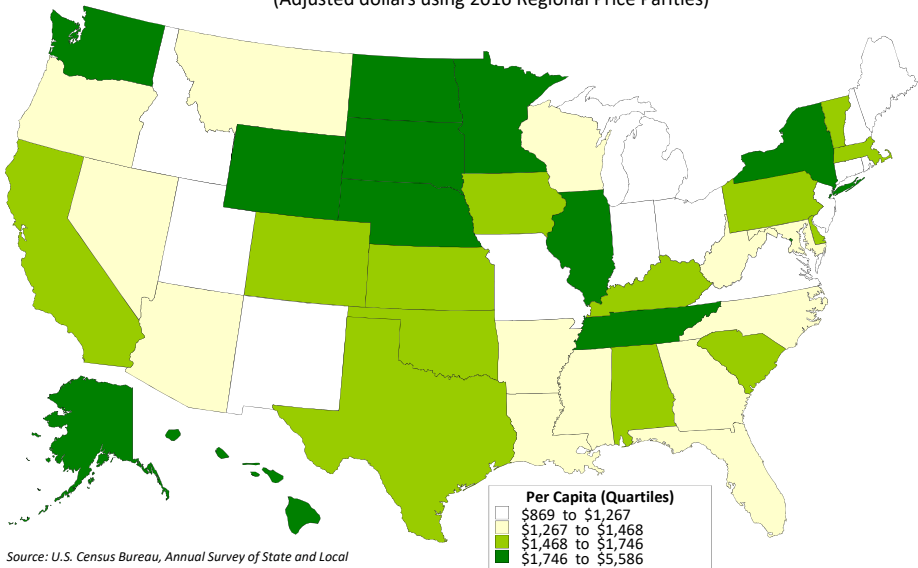 (Adjusted dollars using 2016 Regional Price Parities)
Per Capita (Quartiles)
$869 to $1,267
$1,267 to $1,468
$1,468 to $1,746
$1,746 to $5,586
Source: U.S. Census Bureau, Annual Survey of State and Local